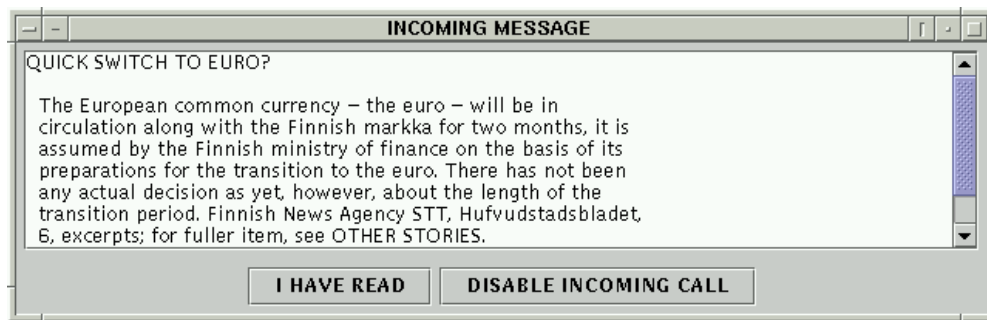 INCOMING MESSAGE
QUICK SWITCH TO EURO?
The European common currency – the euro – will be in
circulation along with the Finnish markka for two months, it is
assumed by the Finnish ministry of finance on the basis of its
preparations for the transition to the euro. There has not been
any actual decision as yet, however, about the length of the
transition period. Finnish News Agency STT, Hufvudstadsbladet,
6, excerpts; for fuller item, see OTHER STORIES.
I HAVE READ
DISABLE INCOMING CALL